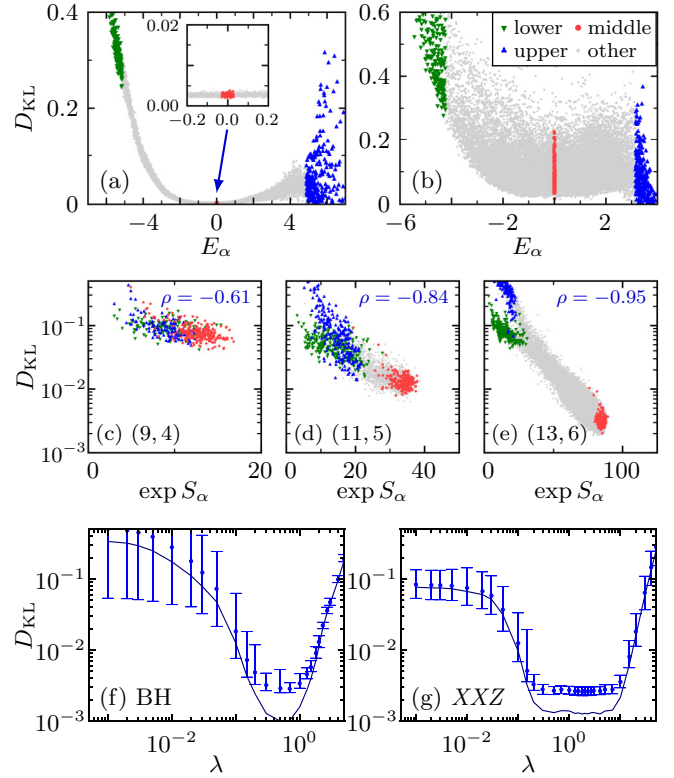 0.4
0.2
0
D_KL
0.02
0.00
−0.2 0.0 0.2
(a)
−4 0 4
E_α
0.6
0.4
0.2
0
D_KL
lower middle
upper other
(b)
−6 −2 2
E_α
10^−1
10^−2
10^−3
D_KL
ρ = −0.61
(c) (9, 4)
0 20
exp S_α
ρ = −0.84
(d) (11, 5)
0 50
exp S_α
ρ = −0.95
(e) (13, 6)
0 100
exp S_α
10^−1
10^−2
10^−3
D_KL
(f) BH
10^−2 10^0
λ
10^−1
10^−2
10^−3
D_KL
(g) XXZ
10^−2 10^0
λ